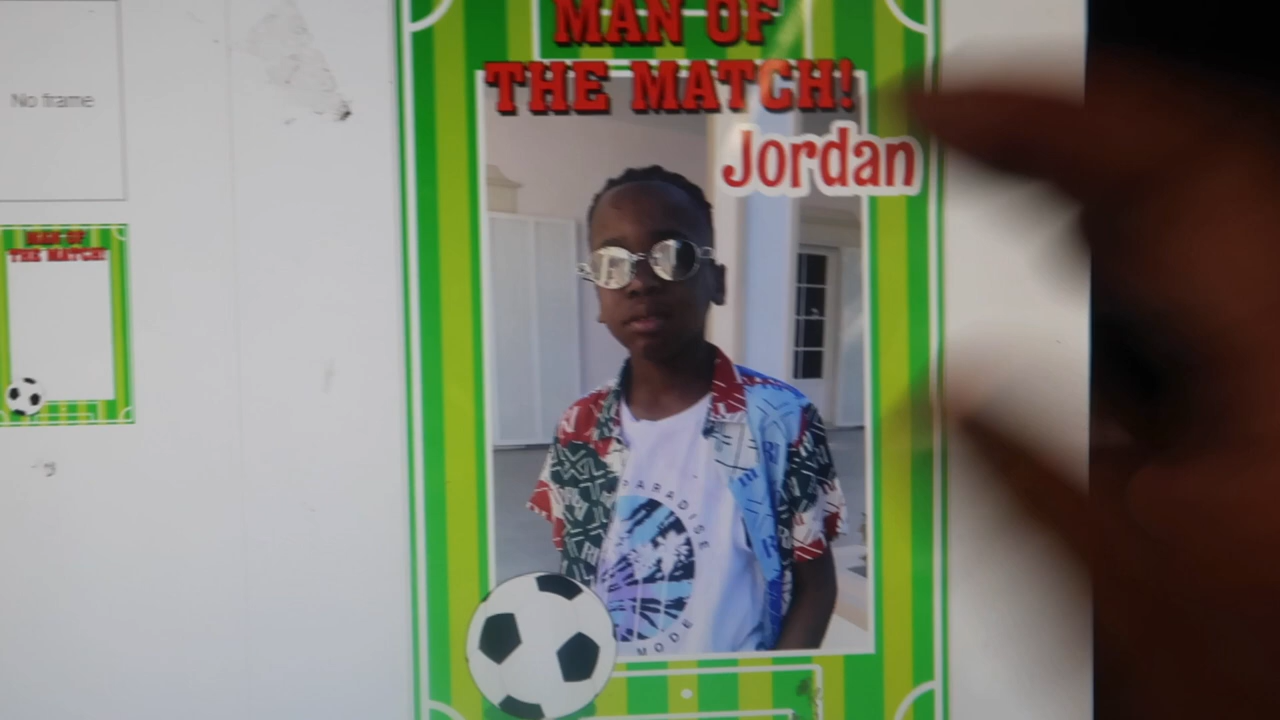 MAN OF
THE MATCH!
Jordan
No frame
MAN OF
THE MATCH!
PARADISE
MODE